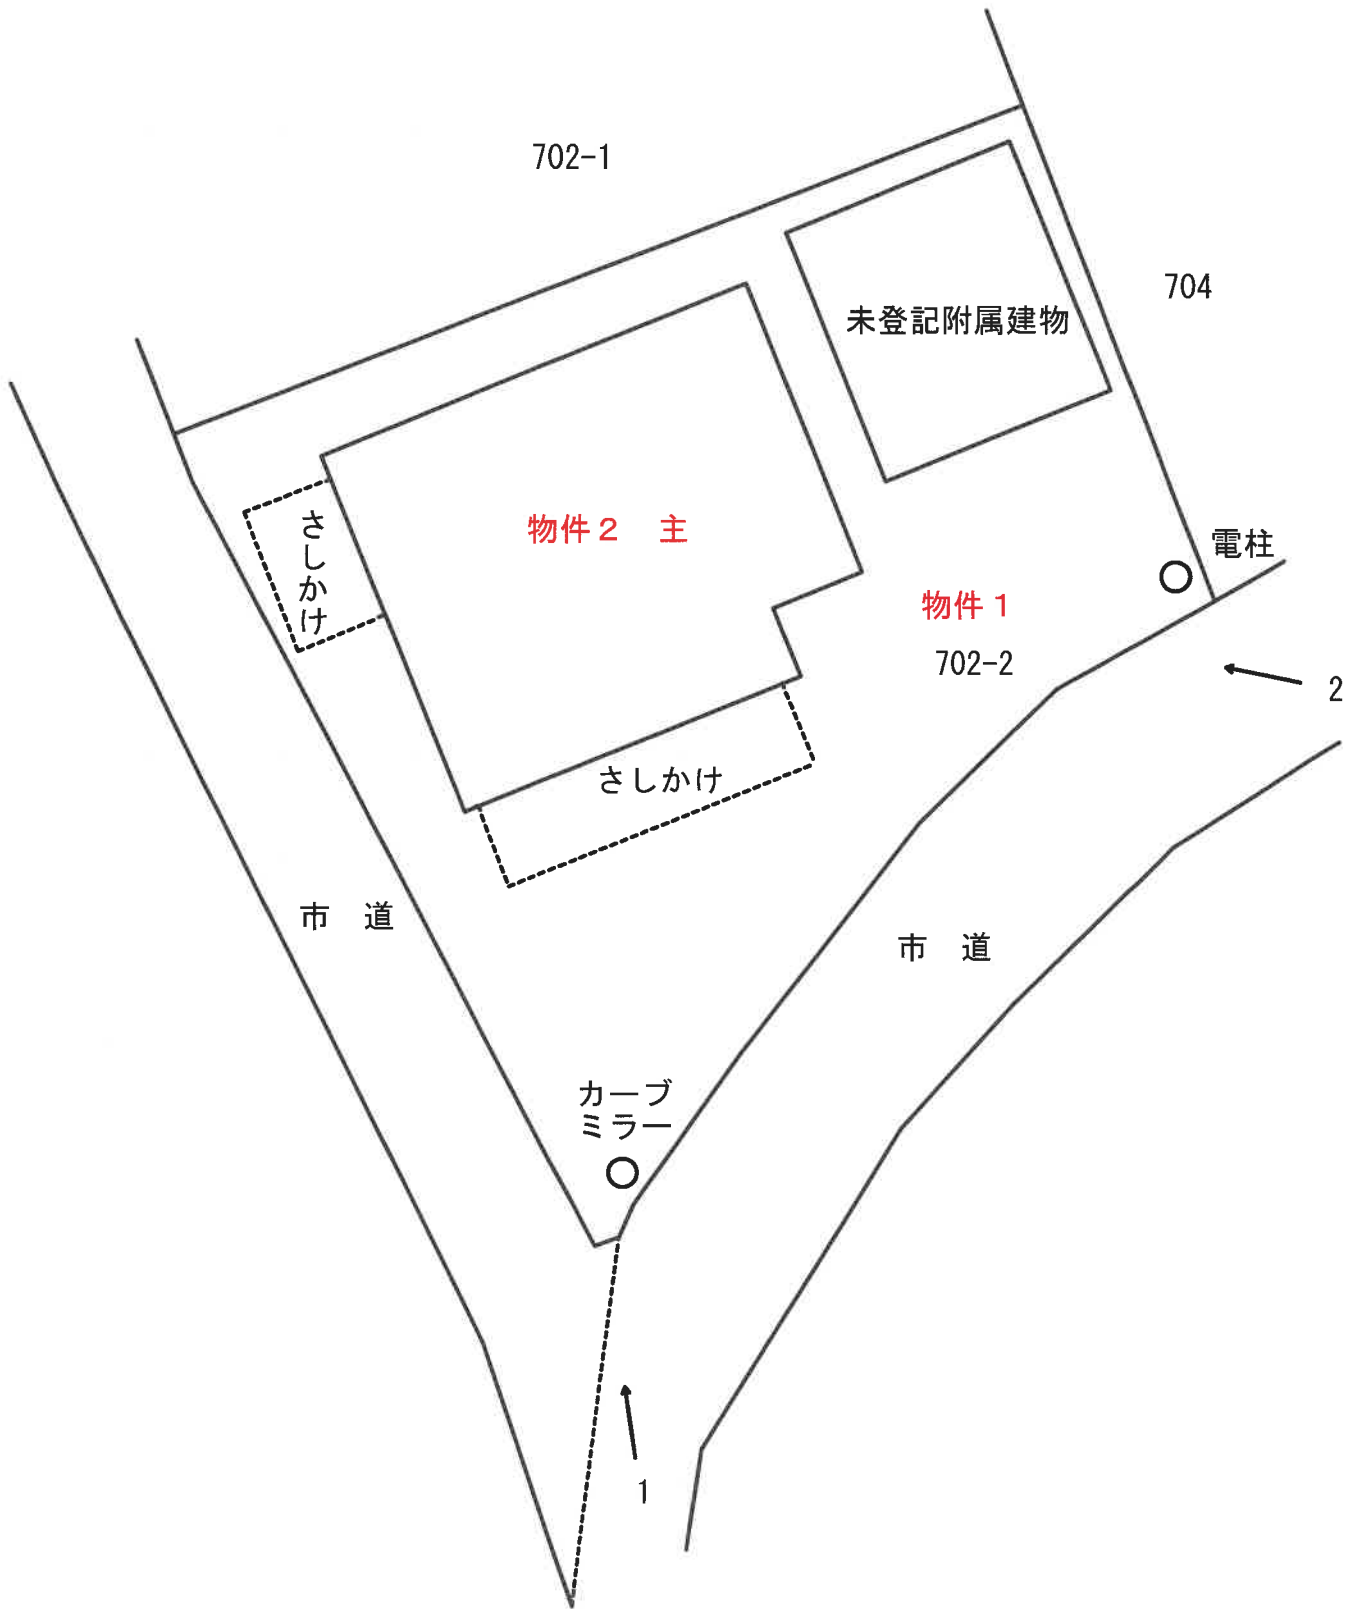 702-1
704
未登記附属建物
さしかけ
物件２　主
電柱
物件１
702-2
2
さしかけ
市　道
市　道
カーブ
ミラー
1